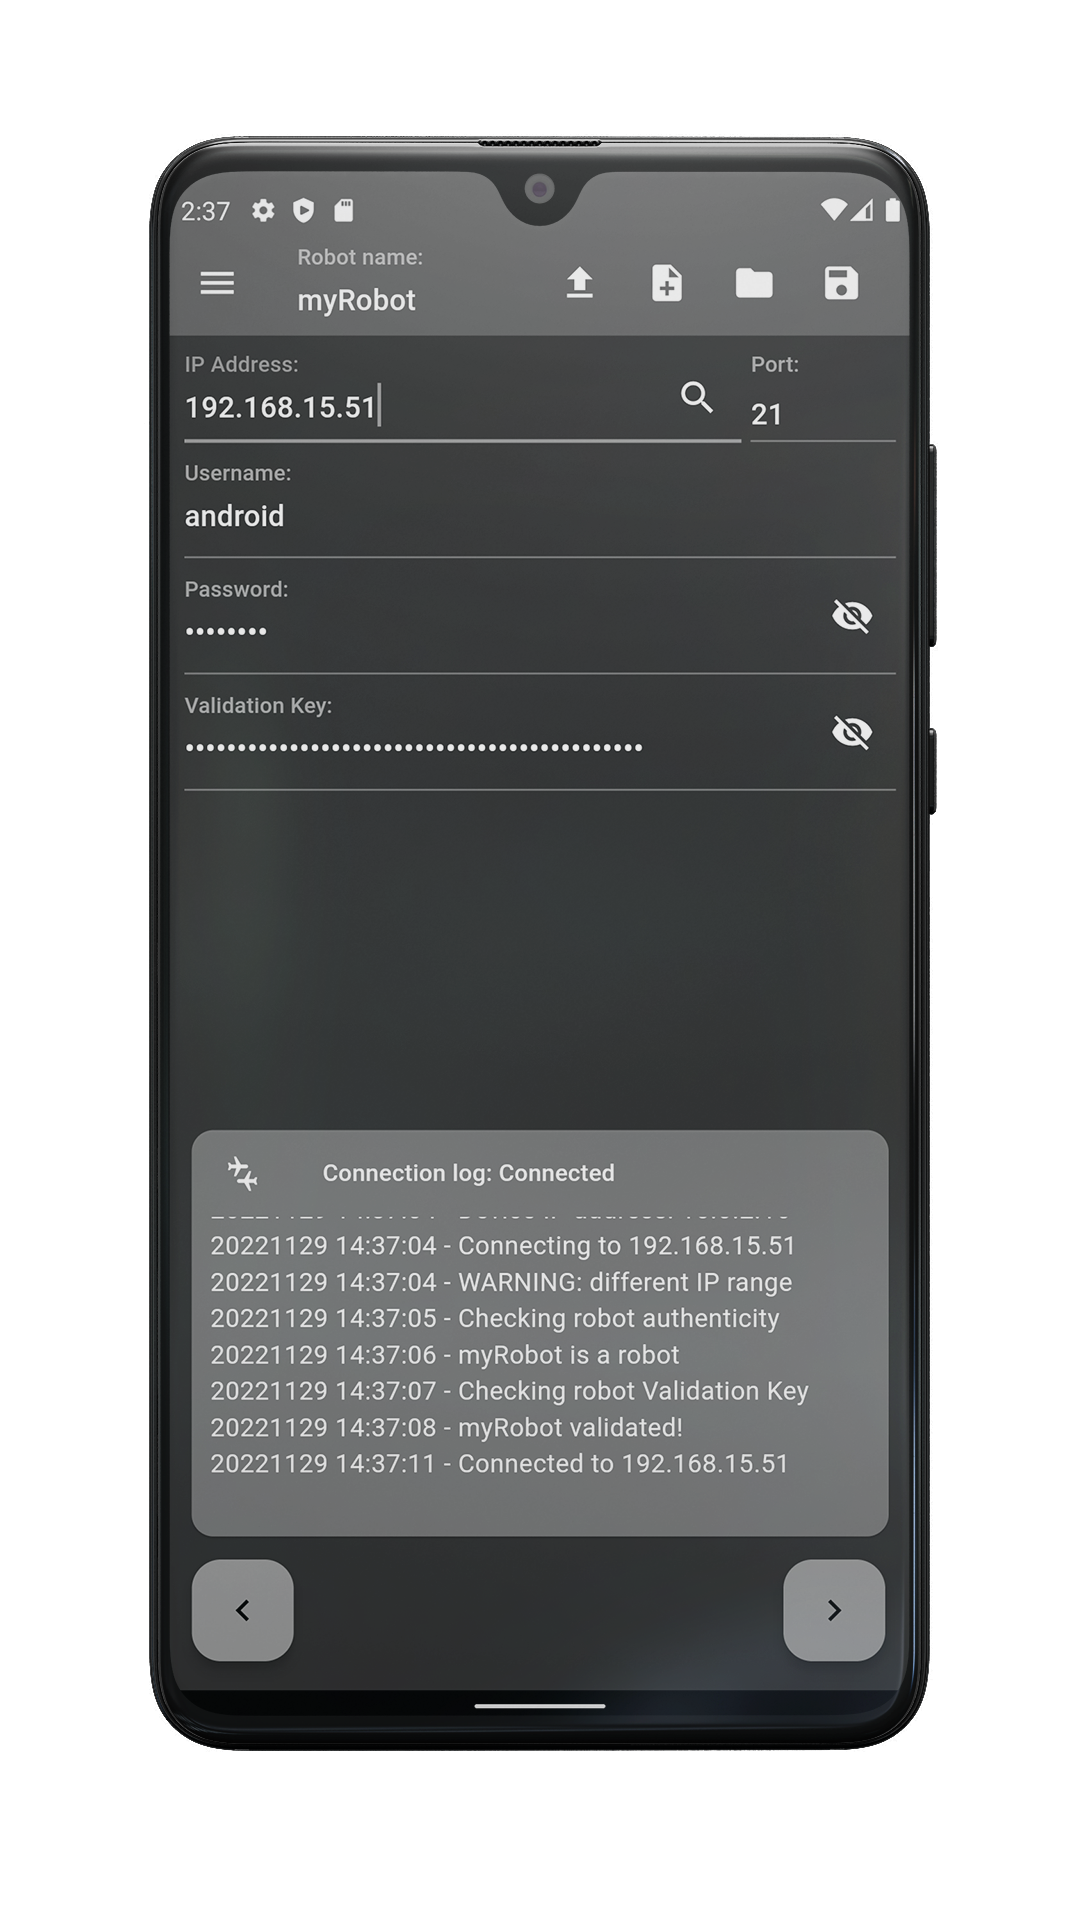 2:37
Robot name:
myRobot
IP Address:
Port:
192.168.15.51
21
Username:
android
Password:
••••••••
Validation Key:
••••••••••••••••••••••••••••••••••••••••••••
Connection log: Connected
20221129 14:37:04 - Connecting to 192.168.15.51
20221129 14:37:04 - WARNING: different IP range
20221129 14:37:05 - Checking robot authenticity
20221129 14:37:06 - myRobot is a robot
20221129 14:37:07 - Checking robot Validation Key
20221129 14:37:08 - myRobot validated!
20221129 14:37:11 - Connected to 192.168.15.51